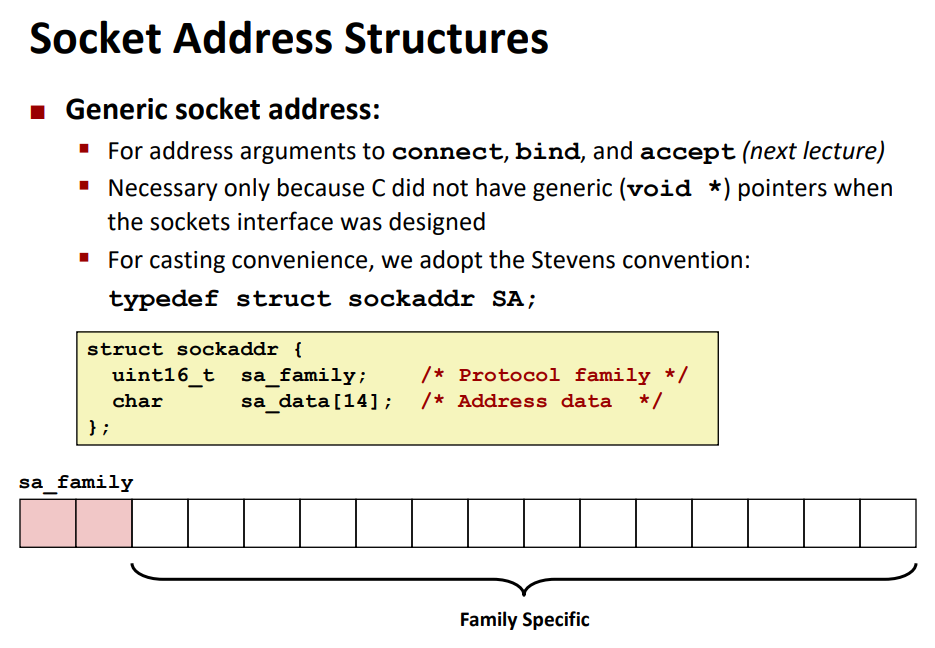 Socket Address Structures
■ Generic socket address:
▪ For address arguments to connect, bind, and accept (next lecture)
▪ Necessary only because C did not have generic (void *) pointers when
the sockets interface was designed
▪ For casting convenience, we adopt the Stevens convention:
typedef struct sockaddr SA;
struct sockaddr {
  uint16_t  sa_family;    /* Protocol family */
  char      sa_data[14];  /* Address data  */
};
sa_family
Family Specific